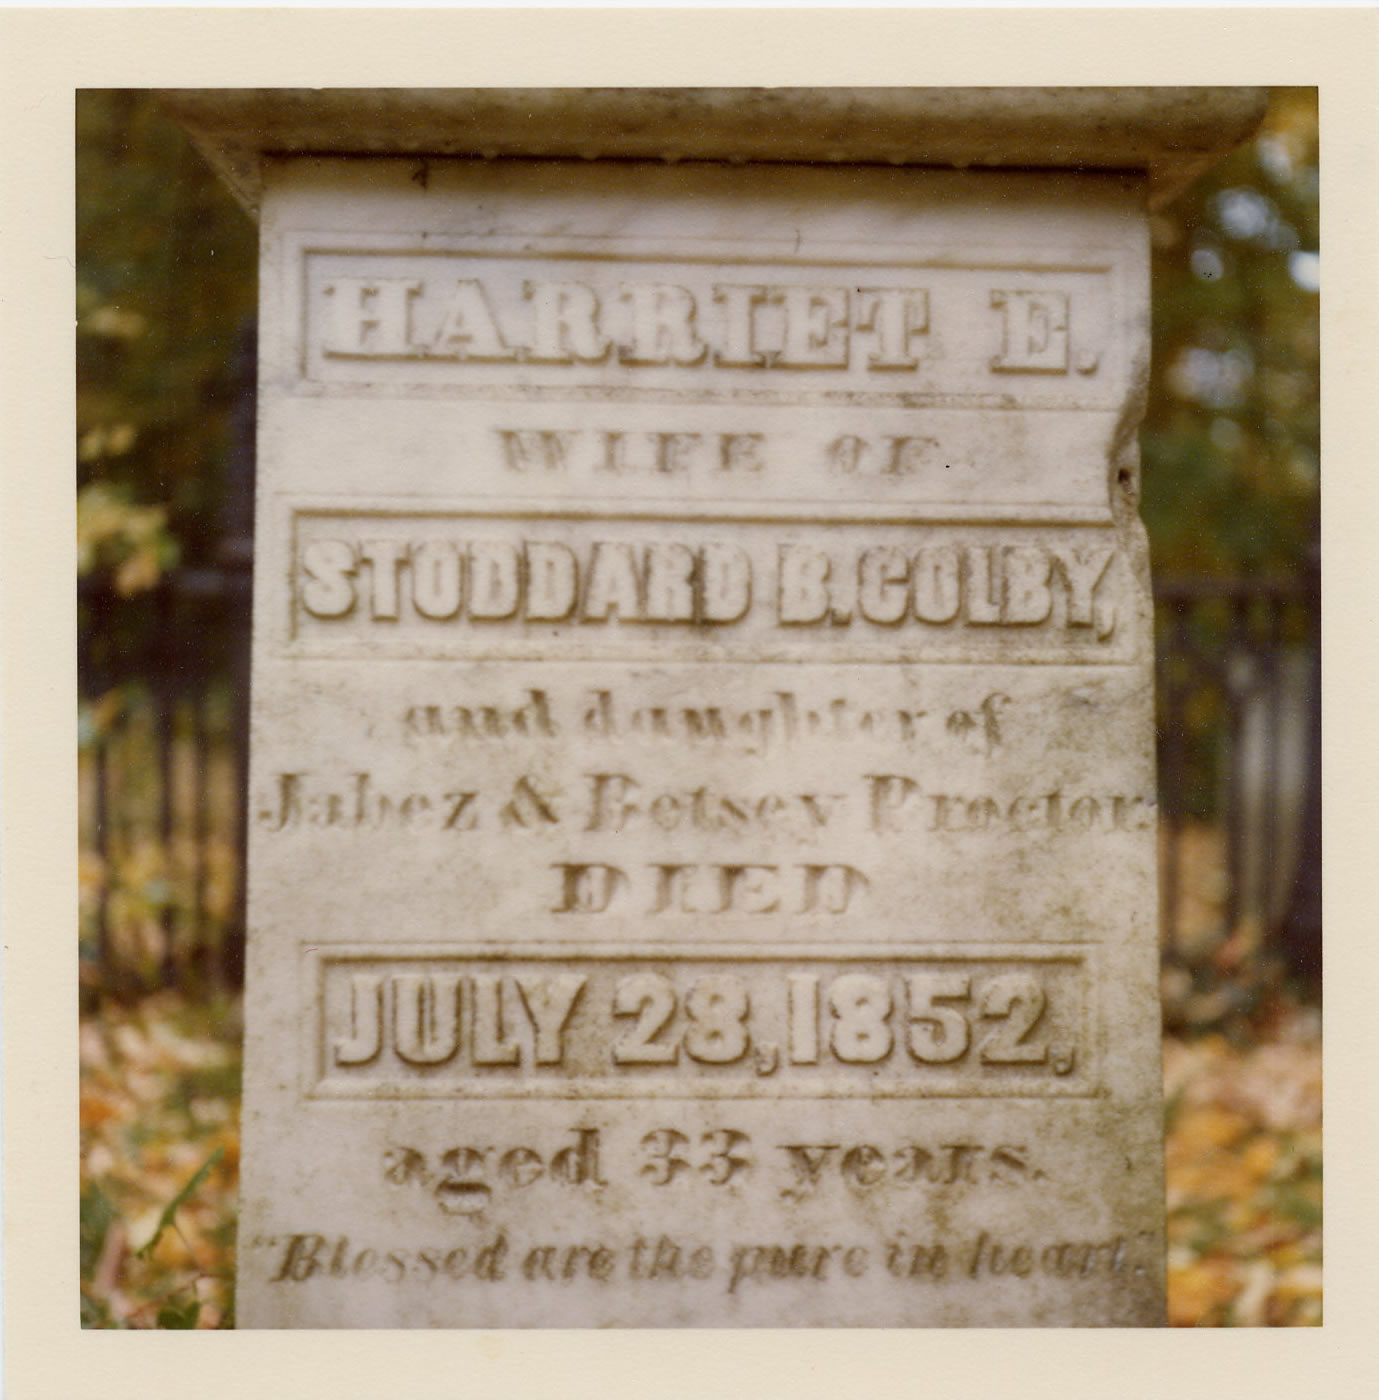 HARRIET E.
WIFE OF
STODDARD B. COLBY,
and daughter of
Jabez & Betsey Proctor.
DIED
JULY 28, 1852,
aged 33 years.
"Blessed are the pure in heart."